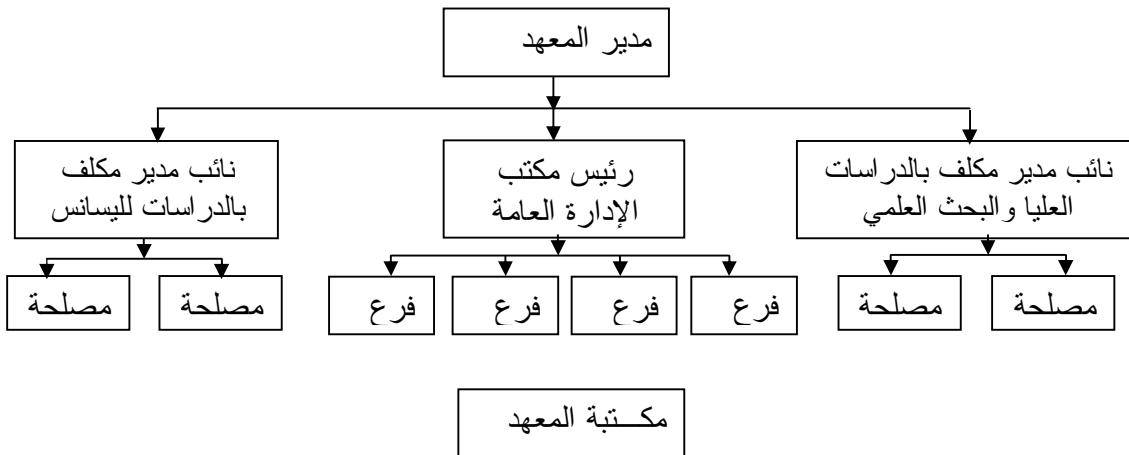 مدير المعهد
نائب مدير مكلف بالدراسات
العليا والبحث العلمي
رئيس مكتب
الإدارة العامة
نائب مدير مكلف
بالدراسات لليسانس
مصلحة
مصلحة
فرع
فرع
فرع
فرع
مصلحة
مصلحة
مكـــتبة المعهد